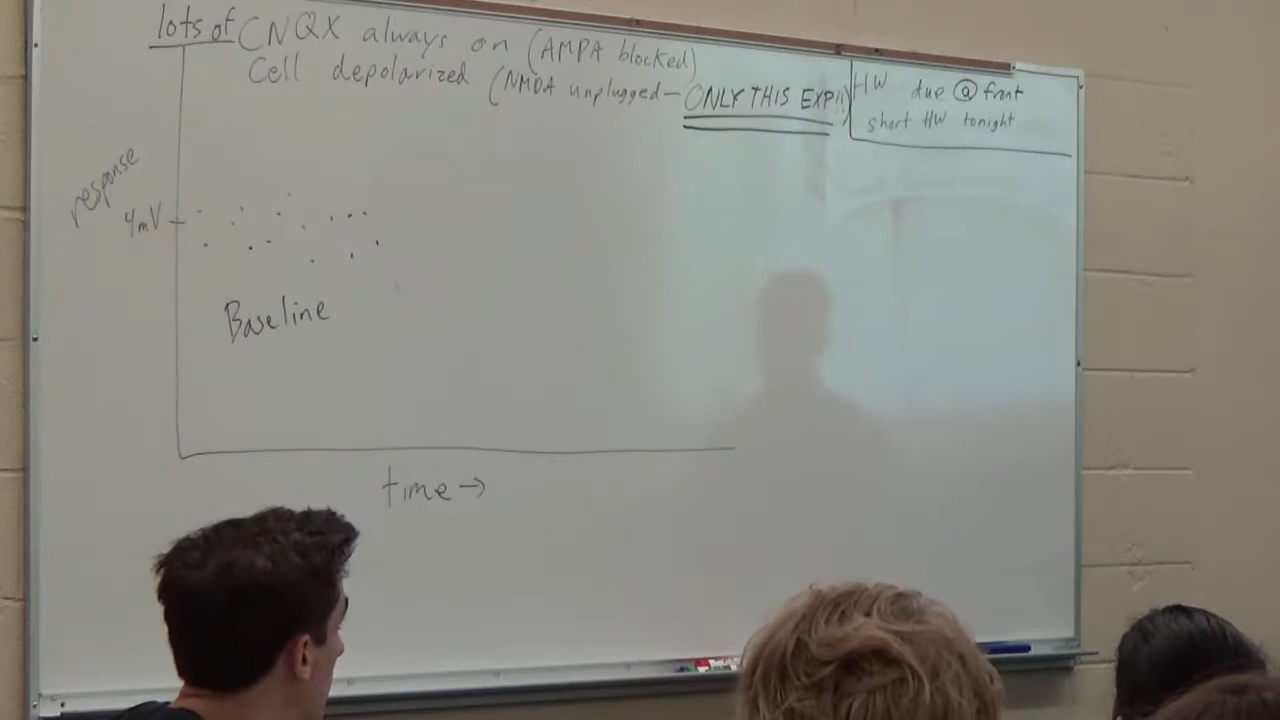 lots of CNQX always on (AMPA blocked)
Cell depolarized (NMDA unplugged - ONLY THIS EXP!!)
HW due @ front
short HW tonight
response
4mV
Baseline
time →